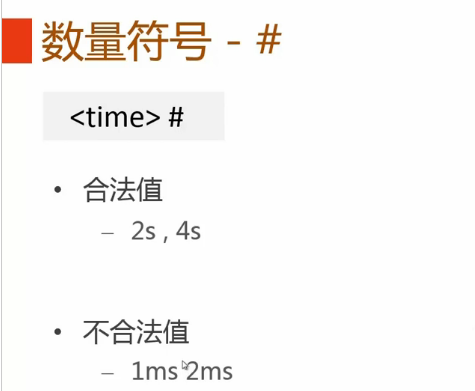 数量符号 - #
<time> #
• 合法值
– 2s , 4s
• 不合法值
– 1ms 2ms